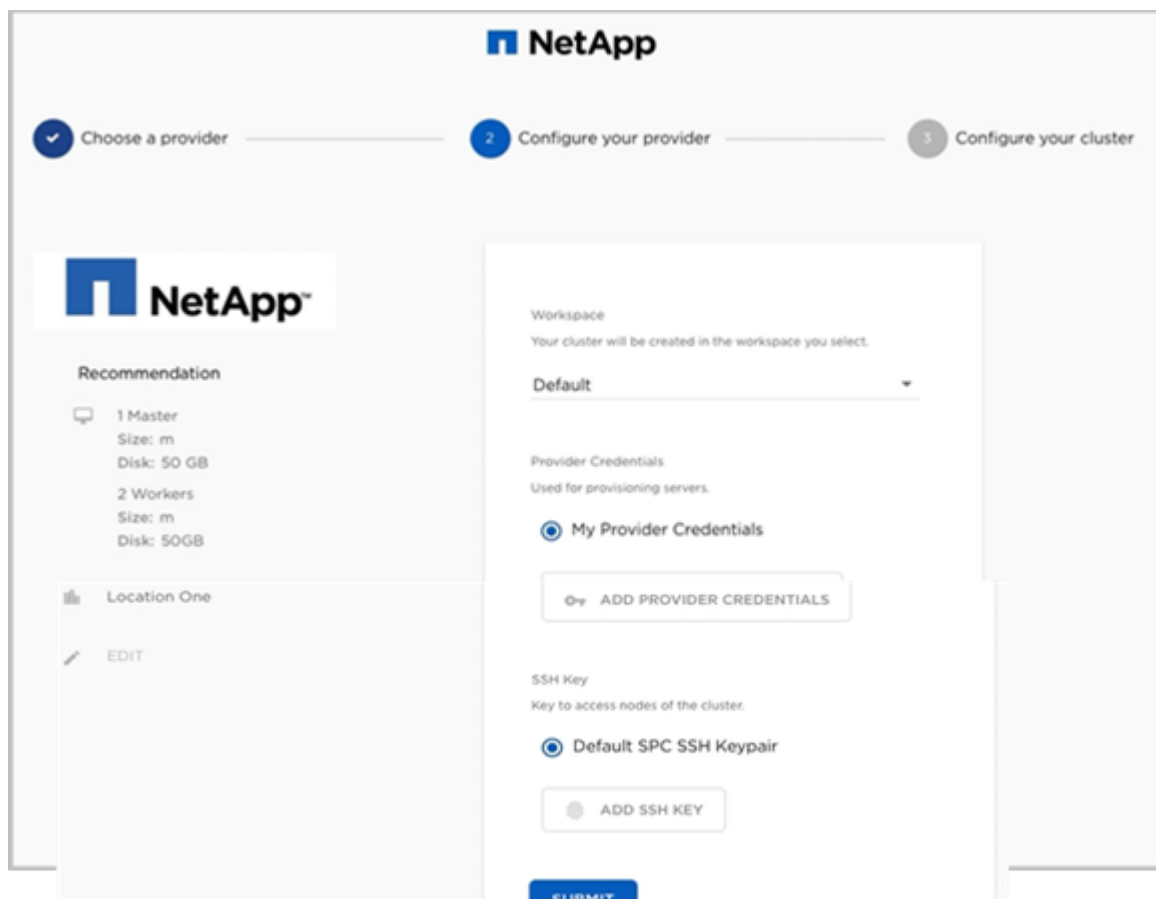 NetApp
Choose a provider
2 Configure your provider
3 Configure your cluster
NetApp™
Recommendation
1 Master
Size: m
Disk: 50 GB
2 Workers
Size: m
Disk: 50GB
Location One
EDIT
Workspace
Your cluster will be created in the workspace you select.
Default
Provider Credentials
Used for provisioning servers.
My Provider Credentials
ADD PROVIDER CREDENTIALS
SSH Key
Key to access nodes of the cluster.
Default SPC SSH Keypair
ADD SSH KEY
SUBMIT